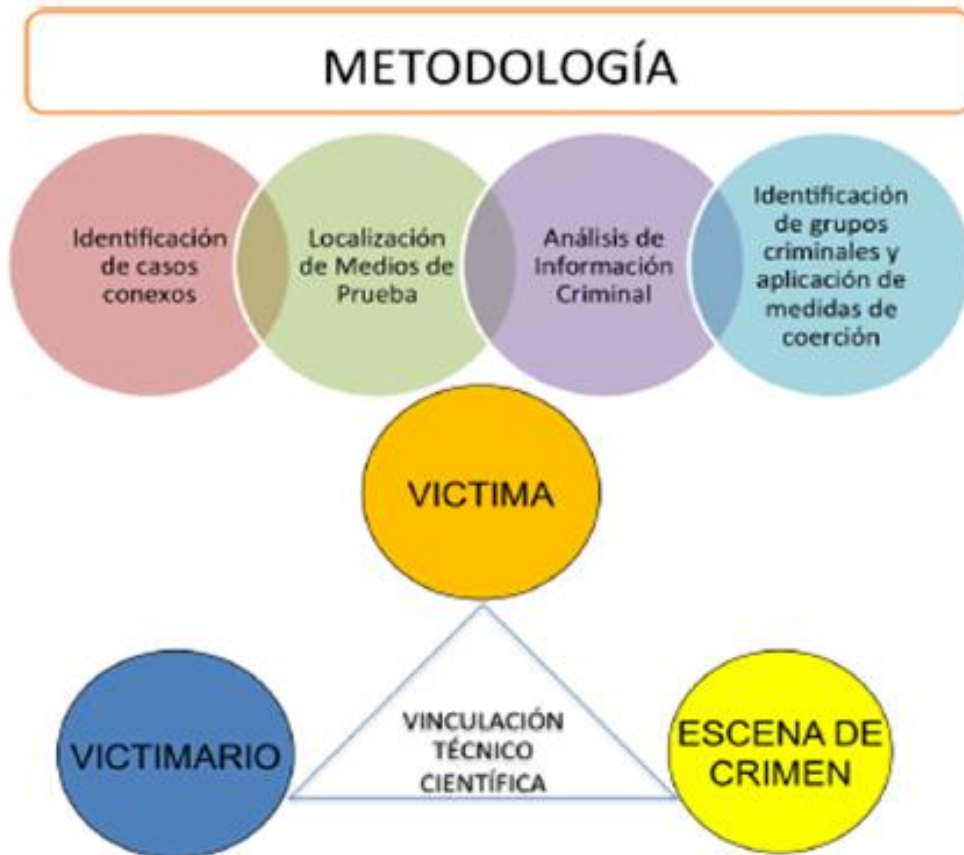 METODOLOGÍA
Identificación
de casos
conexos
Localización
de Medios de
Prueba
Análisis de
Información
Criminal
Identificación
de grupos
criminales y
aplicación de
medidas de
coerción
VICTIMA
VICTIMARIO
VINCULACIÓN
TÉCNICO
CIENTÍFICA
ESCENA DE
CRIMEN